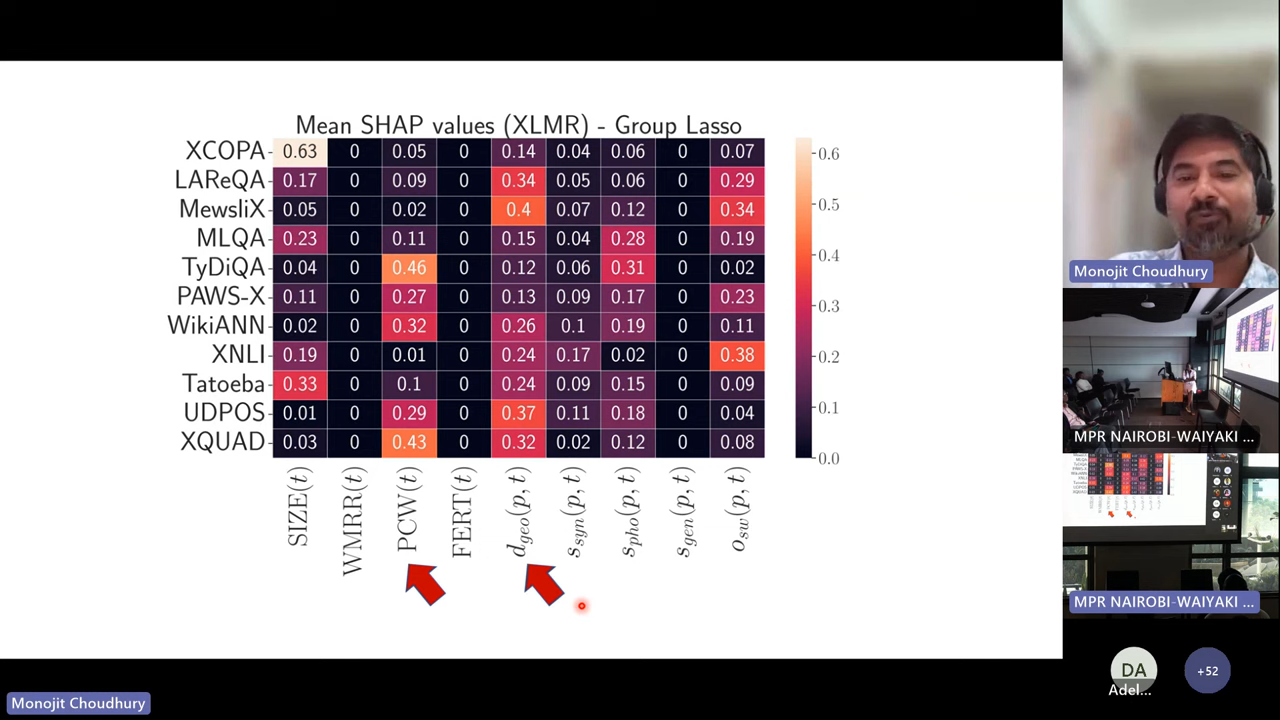 Mean SHAP values (XLMR) - Group Lasso
XCOPA 0.63 0 0.05 0 0.14 0.04 0.06 0 0.07
LAReQA 0.17 0 0.09 0 0.34 0.05 0.06 0 0.29
MewsliX 0.05 0 0.02 0 0.4 0.07 0.12 0 0.34
MLQA 0.23 0 0.11 0 0.15 0.04 0.28 0 0.19
TyDiQA 0.04 0 0.46 0 0.12 0.06 0.31 0 0.02
PAWS-X 0.11 0 0.27 0 0.13 0.09 0.17 0 0.23
WikiANN 0.02 0 0.32 0 0.26 0.1 0.19 0 0.11
XNLI 0.19 0 0.01 0 0.24 0.17 0.02 0 0.38
Tatoeba 0.33 0 0.1 0 0.24 0.09 0.15 0 0.09
UDPOS 0.01 0 0.29 0 0.37 0.11 0.18 0 0.04
XQUAD 0.03 0 0.43 0 0.32 0.02 0.12 0 0.08
SIZE(t) WMRR(t) PCW(t) FERT(t) d_geo(p, t) s_syn(p, t) s_pho(p, t) s_gen(p, t) o_sw(p, t)
0.6
0.5
0.4
0.3
0.2
0.1
0.0
Monojit Choudhury
MPR NAIROBI-WAIYAKI ...
MPR NAIROBI-WAIYAKI ...
DA
Adel...
+52
Monojit Choudhury